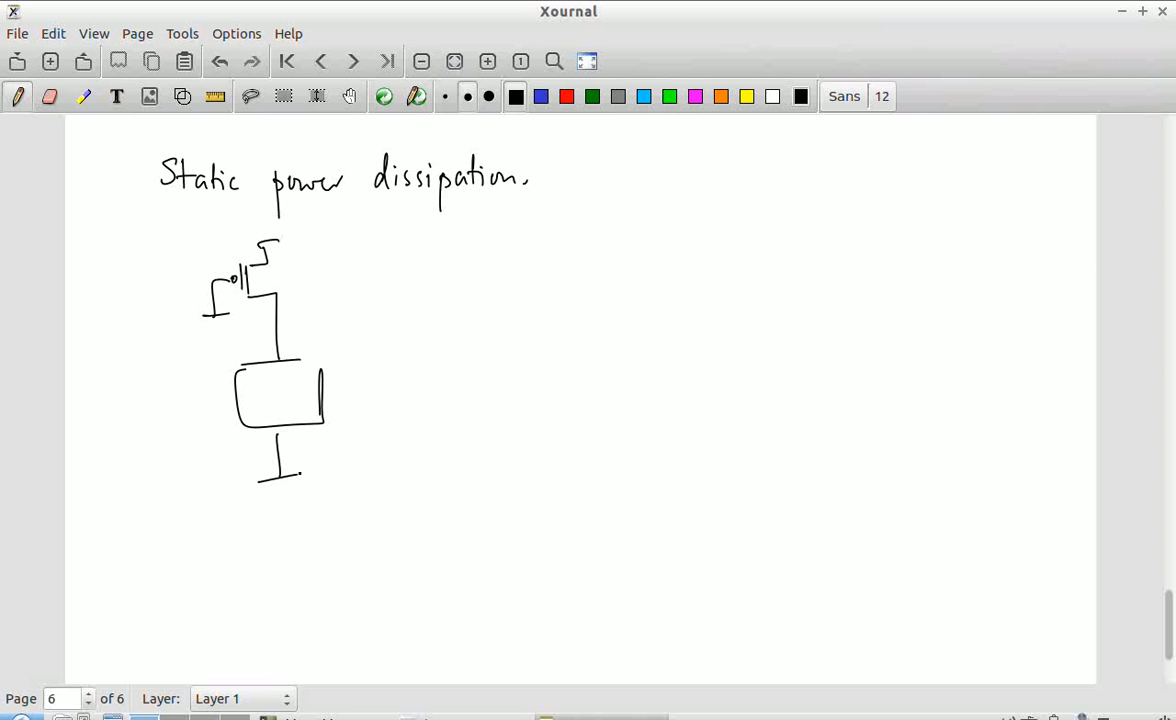 Xournal
File Edit View Page Tools Options Help
Sans 12
Static power dissipation.
Page 6 of 6 Layer: Layer 1